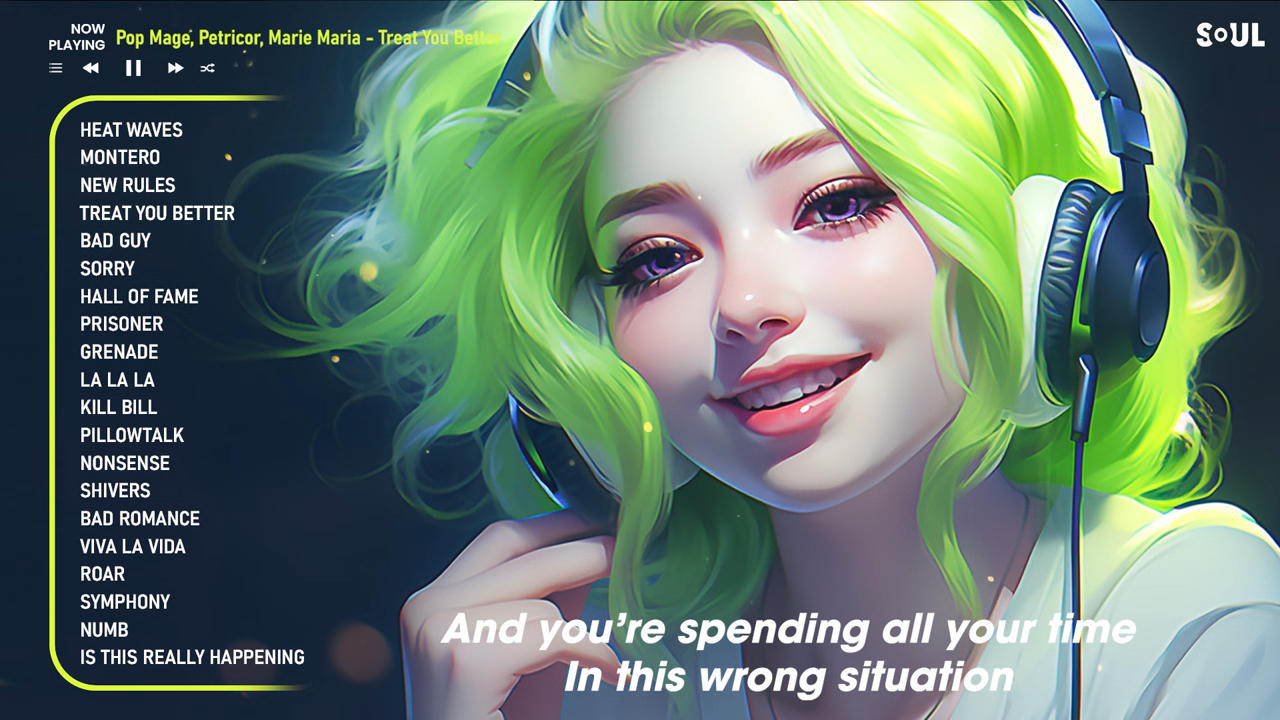 NOW
PLAYING
Pop Mage, Petricor, Marie Maria - Treat You Better
SOUL
HEAT WAVES
MONTERO
NEW RULES
TREAT YOU BETTER
BAD GUY
SORRY
HALL OF FAME
PRISONER
GRENADE
LA LA LA
KILL BILL
PILLOWTALK
NONSENSE
SHIVERS
BAD ROMANCE
VIVA LA VIDA
ROAR
SYMPHONY
NUMB
IS THIS REALLY HAPPENING
And you’re spending all your time
In this wrong situation